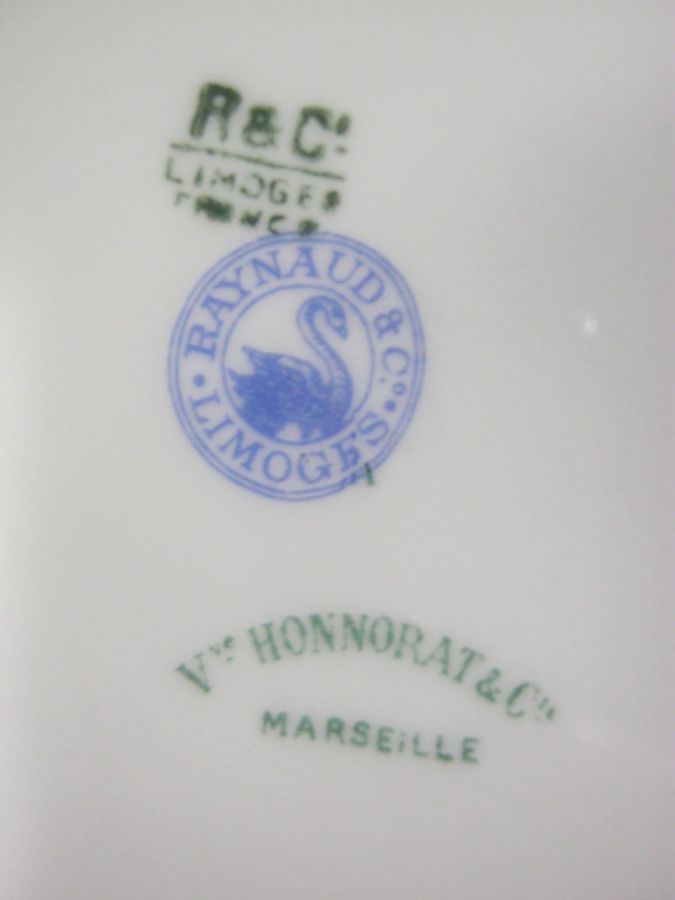 R & Cº
LIMOGES
FRANCE
RAYNAUD & Cº
LIMOGES
Vve HONNORAT & Cie
MARSEiLLE